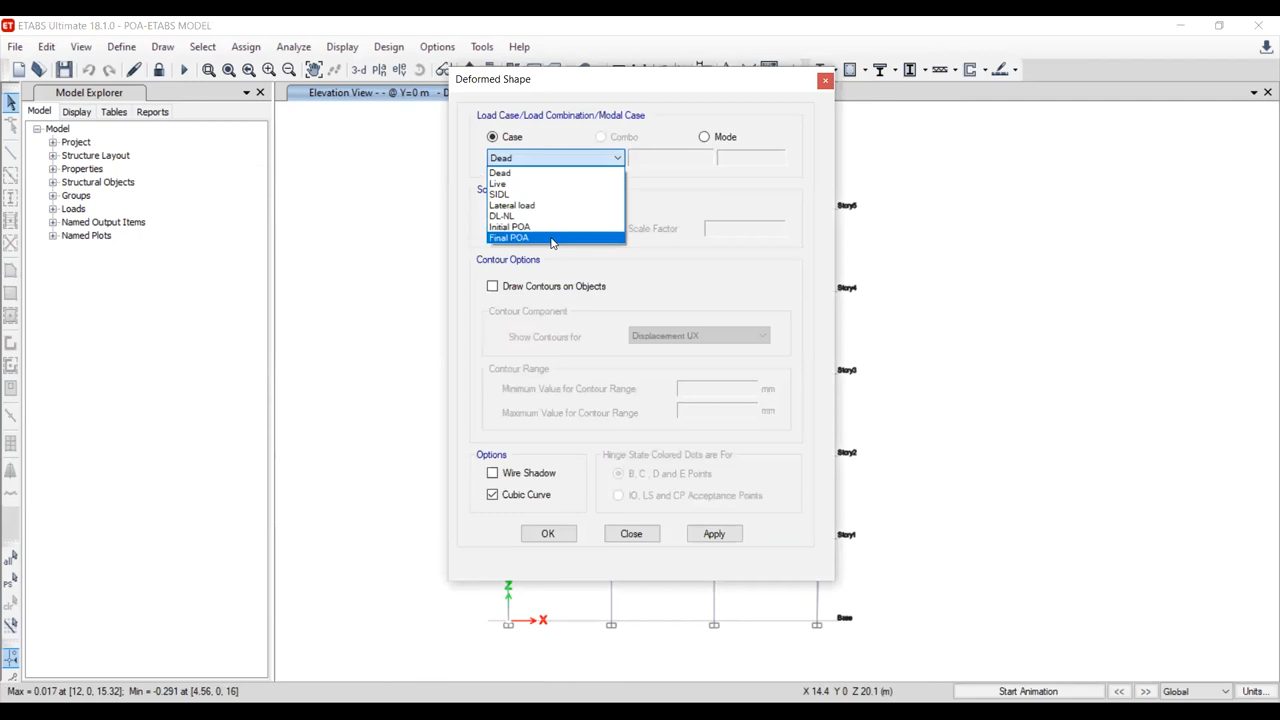 ETABS Ultimate 18.1.0 - POA-ETABS MODEL
File Edit View Define Draw Select Assign Analyze Display Design Options Tools Help
3-d
Model Explorer
Elevation View - - @ Y=0 m - D
Deformed Shape
Model Display Tables Reports
Model
Project
Structure Layout
Properties
Structural Objects
Groups
Loads
Named Output Items
Named Plots
Load Case/Load Combination/Modal Case
Case Combo Mode
Dead
Dead
Live
SIDL
Lateral load
DL-NL
Initial POA
Final POA
Scale Factor
Contour Options
Draw Contours on Objects
Contour Component
Show Contours for Displacement UX
Contour Range
Minimum Value for Contour Range mm
Maximum Value for Contour Range mm
Options
Wire Shadow
Cubic Curve
Hinge State Colored Dots are For
B, C , D and E Points
IO, LS and CP Acceptance Points
OK Close Apply
Story5
Story4
Story3
Story2
Story1
Base
Z
X
all
PS
clr
Max = 0.017 at [12, 0, 15.32]; Min = -0.291 at [4.56, 0, 16]
X 14.4 Y 0 Z 20.1 (m)
Start Animation
<< >>
Global
Units...